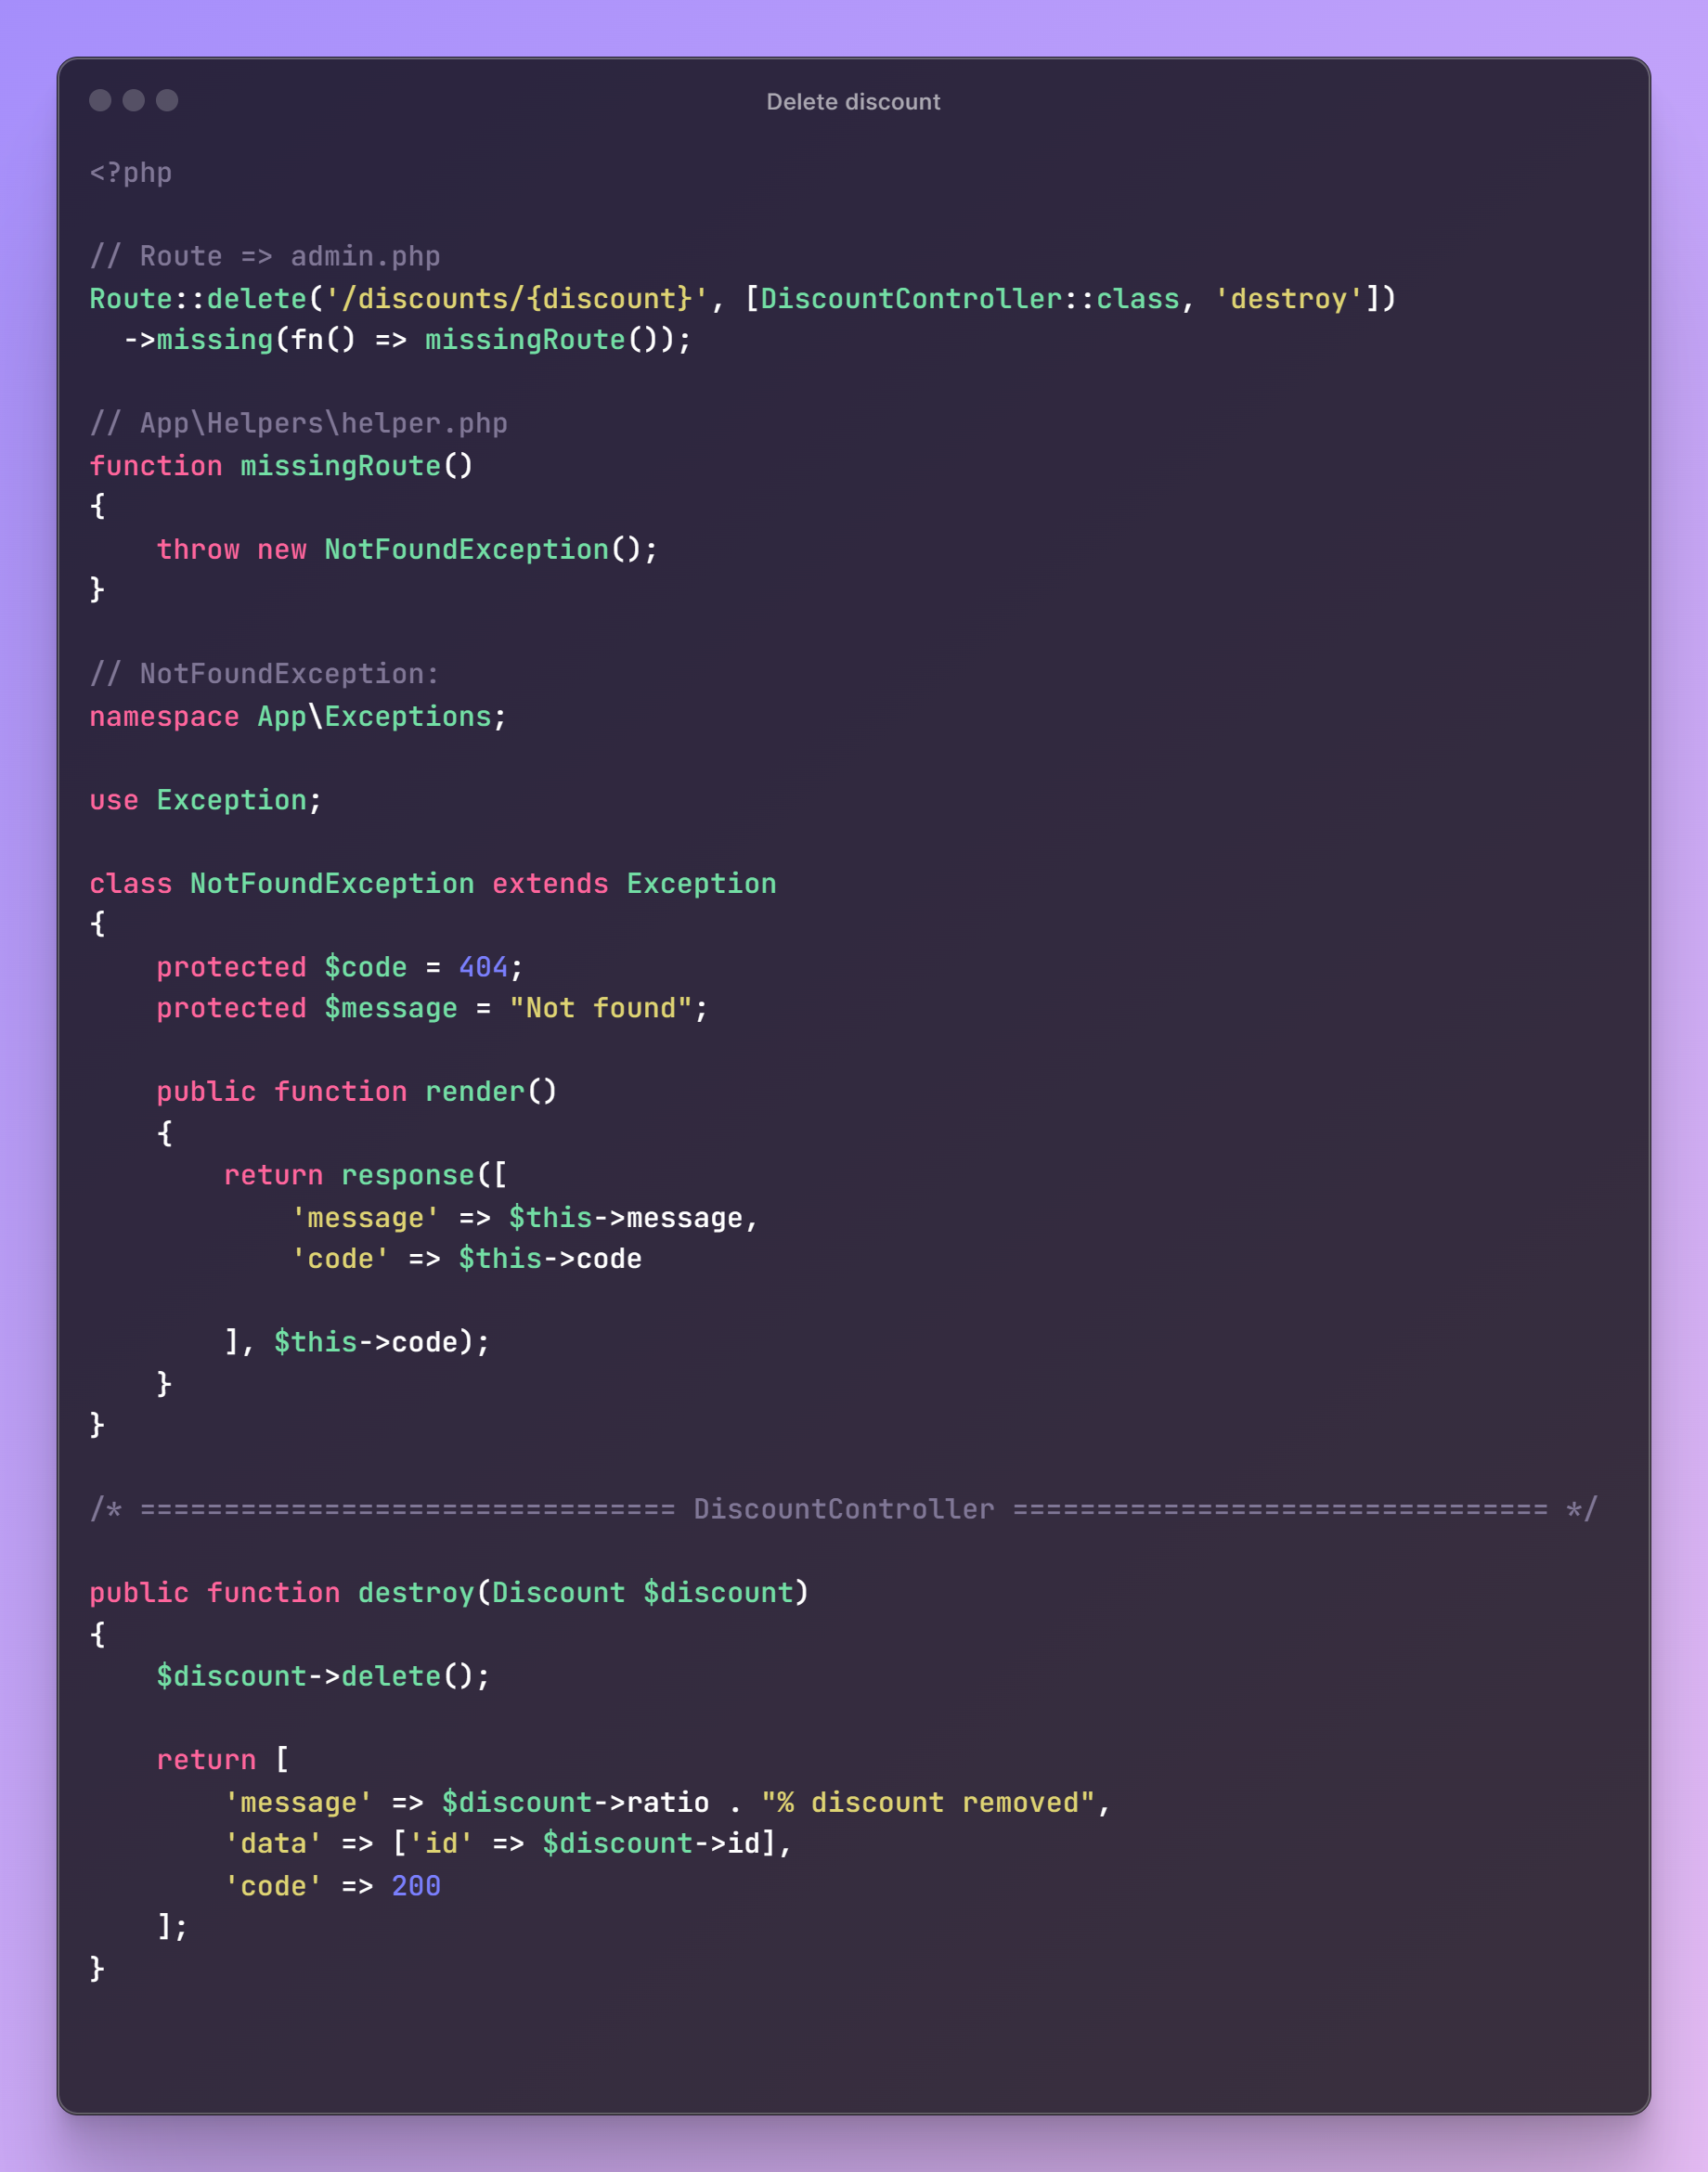 Delete discount
<?php
// Route => admin.php
Route::delete('/discounts/{discount}', [DiscountController::class, 'destroy'])
  ->missing(fn() => missingRoute());
// App\Helpers\helper.php
function missingRoute()
{
    throw new NotFoundException();
}
// NotFoundException:
namespace App\Exceptions;
use Exception;
class NotFoundException extends Exception
{
    protected $code = 404;
    protected $message = "Not found";
    public function render()
    {
        return response([
            'message' => $this->message,
            'code' => $this->code
        ], $this->code);
    }
}
/* ================================ DiscountController ================================ */
public function destroy(Discount $discount)
{
    $discount->delete();
    return [
        'message' => $discount->ratio . "% discount removed",
        'data' => ['id' => $discount->id],
        'code' => 200
    ];
}